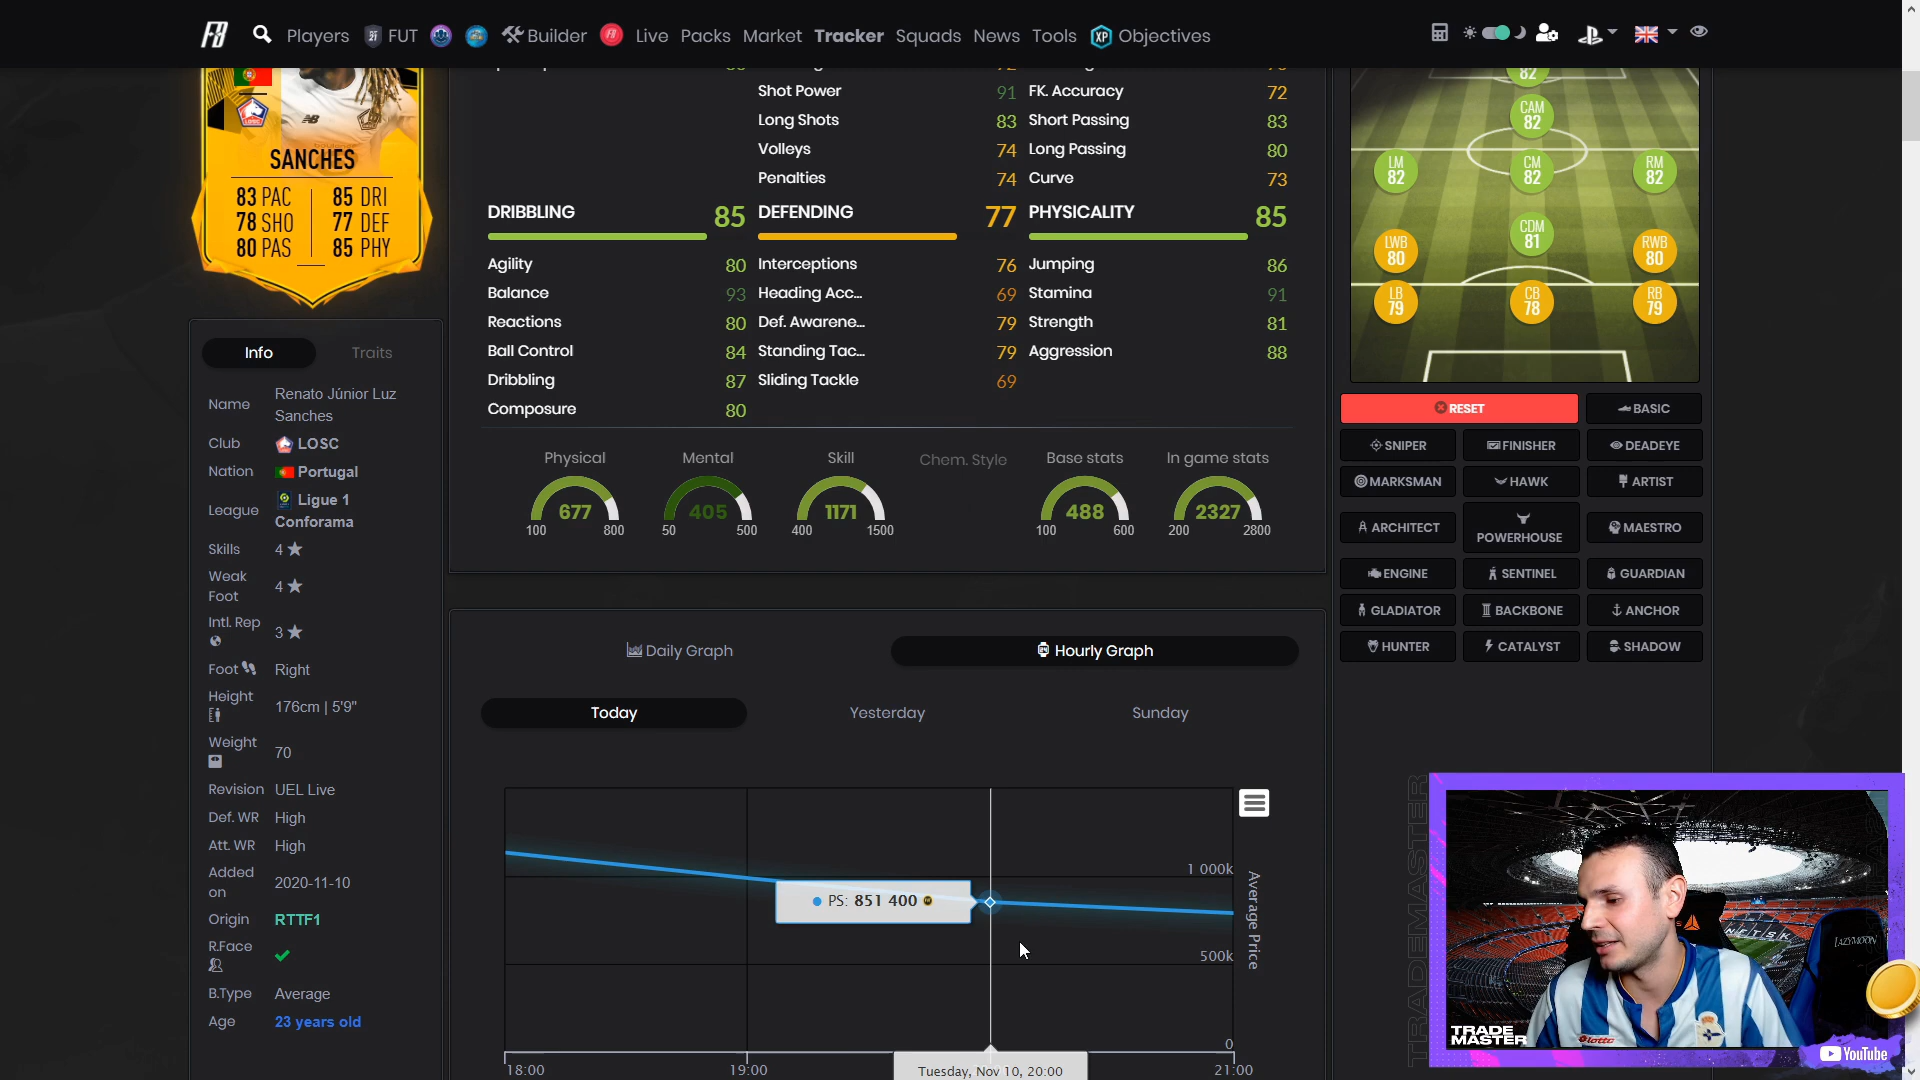 Players 21 FUT Builder Live Packs Market Tracker Squads News Tools XP Objectives
SANCHES
83 PAC 85 DRI
78 SHO 77 DEF
80 PAS 85 PHY
Shot Power 91 FK. Accuracy 72
Long Shots 83 Short Passing 83
Volleys 74 Long Passing 80
Penalties 74 Curve 73
DRIBBLING 85 DEFENDING 77 PHYSICALITY 85
Agility 80 Interceptions 76 Jumping 86
Balance 93 Heading Acc... 69 Stamina 91
Reactions 80 Def. Awarene... 79 Strength 81
Ball Control 84 Standing Tac... 79 Aggression 88
Dribbling 87 Sliding Tackle 69
Composure 80
Physical Mental Skill Chem. Style Base stats In game stats
677 405 1171 488 2327
100 800 50 500 400 1500 100 600 200 2800
Info Traits
Name Renato Júnior Luz
Sanches
Club LOSC
Nation Portugal
League Ligue 1
Conforama
Skills 4
Weak
Foot 4
Intl. Rep 3
Foot Right
Height 176cm | 5'9"
Weight 70
Revision UEL Live
Def. WR High
Att. WR High
Added
on 2020-11-10
Origin RTTF1
R.Face
B.Type Average
Age 23 years old
Daily Graph Hourly Graph
Today Yesterday Sunday
1 000k
500k
0
Average Price
PS: 851 400
Tuesday, Nov 10, 20:00
18:00 19:00 21:00
82
CAM
82
LM
82
CM
82
RM
82
CDM
81
LWB
80
RWB
80
LB
79
CB
78
RB
79
RESET BASIC
SNIPER FINISHER DEADEYE
MARKSMAN HAWK ARTIST
ARCHITECT POWERHOUSE MAESTRO
ENGINE SENTINEL GUARDIAN
GLADIATOR BACKBONE ANCHOR
HUNTER CATALYST SHADOW
TRADEMASTER
TRADE
MASTER
lotto
LAZYMOON
YouTube